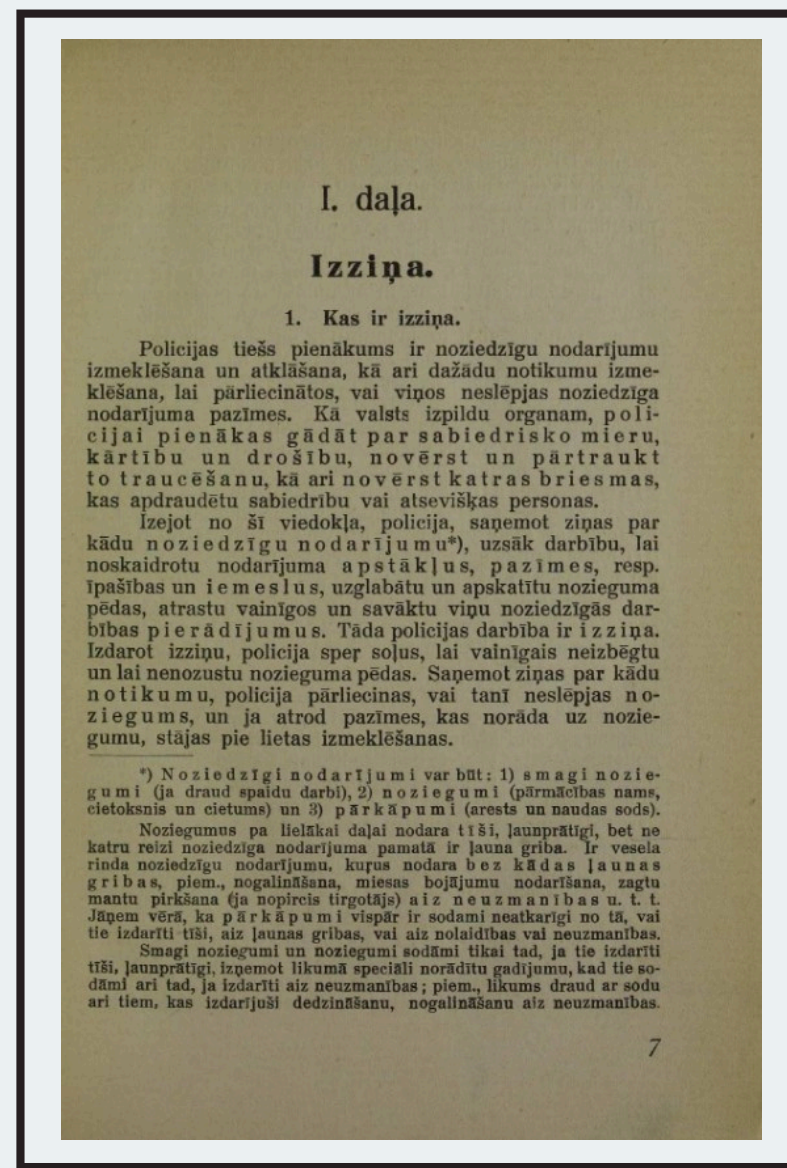 I. daļa.
Izziņa.
1. Kas ir izziņa.
Policijas tiešs pienākums ir noziedzīgu nodarījumu
izmeklēšana un atklāšana, kā ari dažādu notikumu izme-
klēšana, lai pārliecinātos, vai viņos neslēpjas noziedzīga
nodarījuma pazīmes. Kā valsts izpildu organam, poli-
cijai pienākas gādāt par sabiedrisko mieru,
kārtību un drošību, novērst un pārtraukt
to traucēšanu, kā ari novērst katras briesmas,
kas apdraudētu sabiedrību vai atsevišķas personas.
Izejot no šī viedokļa, policija, saņemot ziņas par
kādu noziedzīgu nodarījumu*), uzsāk darbību, lai
noskaidrotu nodarījuma apstākļus, pazīmes, resp.
īpašības un iemeslus, uzglabātu un apskatītu nozieguma
pēdas, atrastu vainīgos un savāktu viņu noziedzīgās dar-
bības pierādījumus. Tāda policijas darbība ir izziņa.
Izdarot izziņu, policija speŗ soļus, lai vainīgais neizbēgtu
un lai nenozustu nozieguma pēdas. Saņemot ziņas par kādu
notikumu, policija pārliecinas, vai tanī neslēpjas no-
ziegums, un ja atrod pazīmes, kas norāda uz nozie-
gumu, stājas pie lietas izmeklēšanas.
*) Noziedzīgi nodarījumi var būt: 1) smagi nozie-
gumi (ja draud spaidu darbi), 2) noziegumi (pārmācības nams,
cietoksnis un cietums) un 3) pārkāpumi (arests un naudas sods).
Noziegumus pa lielākai daļai nodara tīši, ļaunprātīgi, bet ne
katru reizi noziedzīga nodarījuma pamatā ir ļauna griba. Ir vesela
rinda noziedzīgu nodarījumu, kuŗus nodara bez kādas ļaunas
gribas, piem., nogalināšana, miesas bojājumu nodarīšana, zagtu
mantu pirkšana (ja nopircis tirgotājs) aiz neuzmanības u. t. t.
Jāņem vērā, ka pārkāpumi vispār ir sodami neatkarīgi no tā, vai
tie izdarīti tīši, aiz ļaunas gribas, vai aiz nolaidības vai neuzmanības.
Smagi noziegumi un noziegumi sodāmi tikai tad, ja tie izdarīti
tīši, ļaunprātīgi, izņemot likumā speciāli norādītu gadījumu, kad tie so-
dāmi ari tad, ja izdarīti aiz neuzmanības; piem., likums draud ar sodu
ari tiem, kas izdarījuši dedzināšanu, nogalināšanu aiz neuzmanības.
7